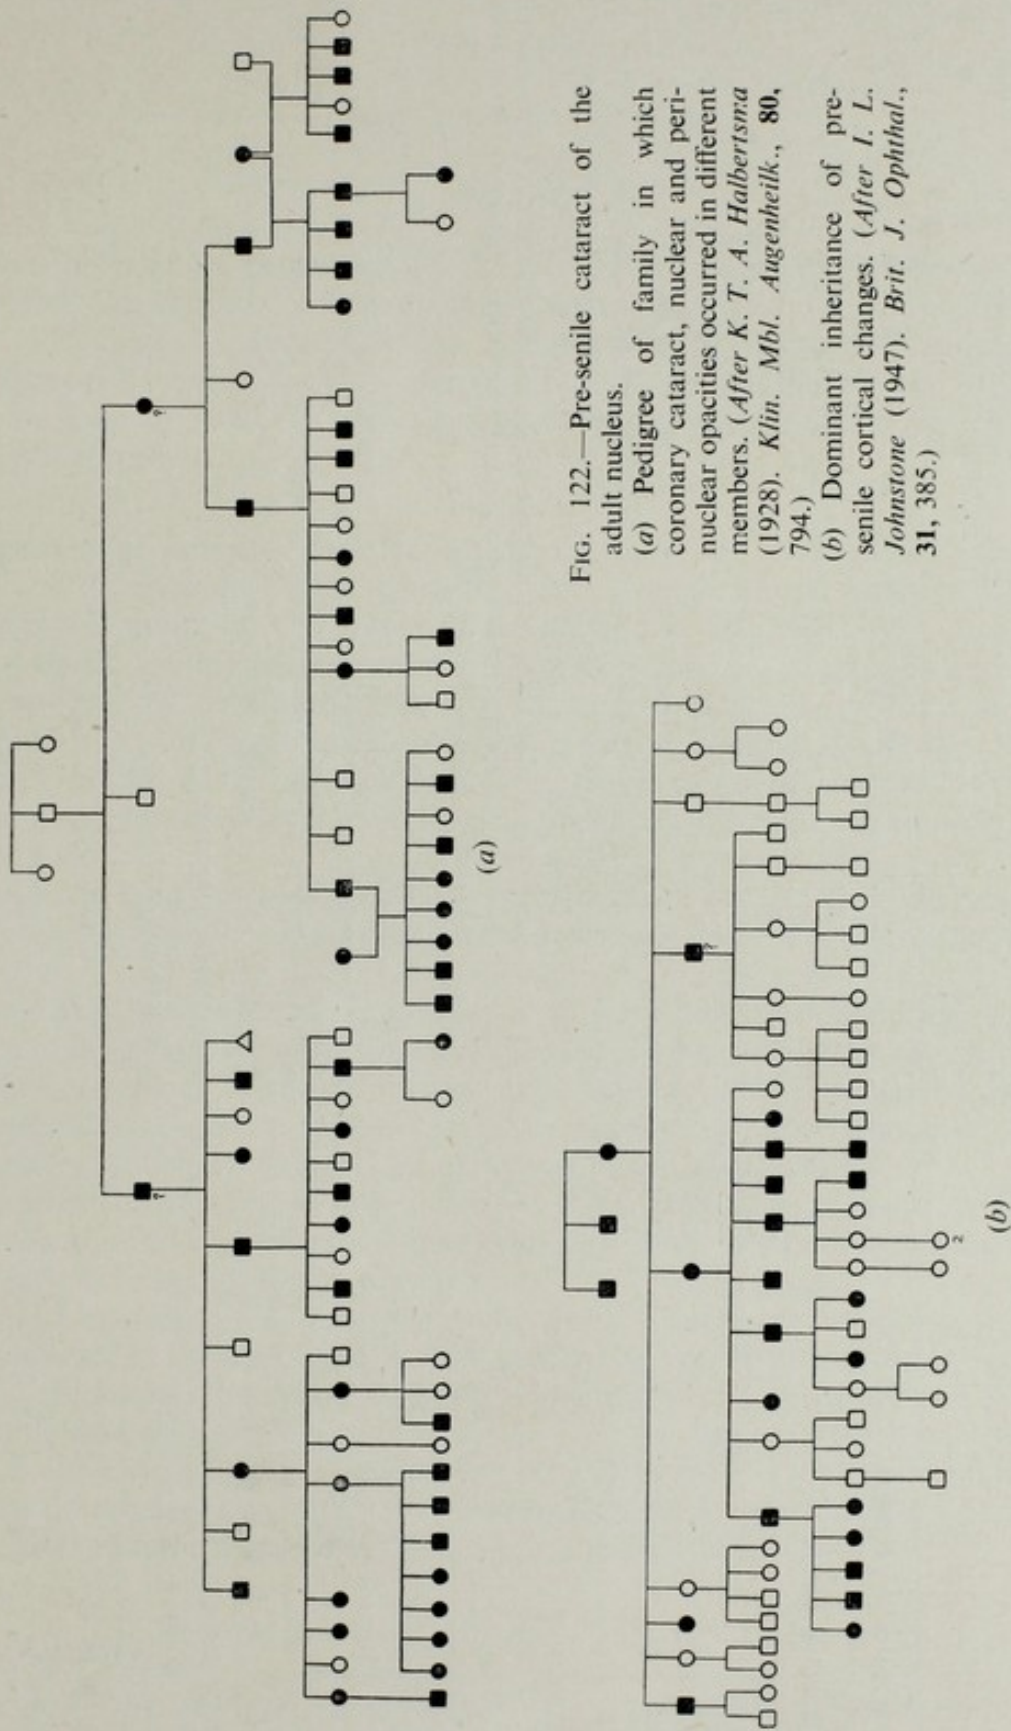 ?
?
(a)
FIG. 122.—Pre-senile cataract of the
adult nucleus.
(a) Pedigree of family in which
coronary cataract, nuclear and peri-
nuclear opacities occurred in different
members. (After K. T. A. Halbertsma
(1928). Klin. Mbl. Augenheilk., 80,
794.)
(b) Dominant inheritance of pre-
senile cortical changes. (After I. L.
Johnstone (1947). Brit. J. Ophthal.,
31, 385.)
?
2
(b)